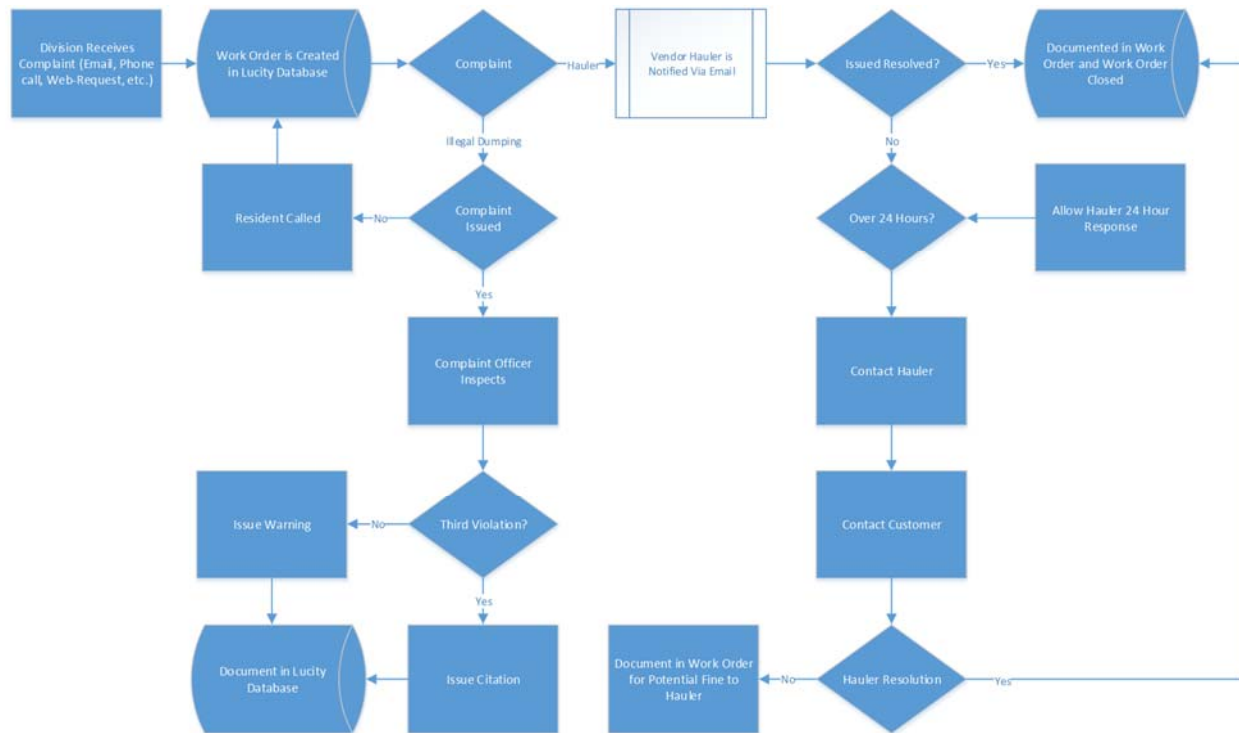 Division Receives
Complaint (Email, Phone
call, Web-Request, etc.)
Work Order is Created
in Lucity Database
Complaint
Hauler
Vendor Hauler is
Notified Via Email
Issued Resolved?
Yes
Documented in Work
Order and Work Order
Closed
Illegal Dumping
No
Resident Called
No
Complaint
Issued
Over 24 Hours?
Allow Hauler 24 Hour
Response
Yes
Complaint Officer
Inspects
Contact Hauler
Issue Warning
No
Third Violation?
Contact Customer
Yes
Document in Lucity
Database
Issue Citation
Document in Work Order
for Potential Fine to
Hauler
No
Hauler Resolution
Yes